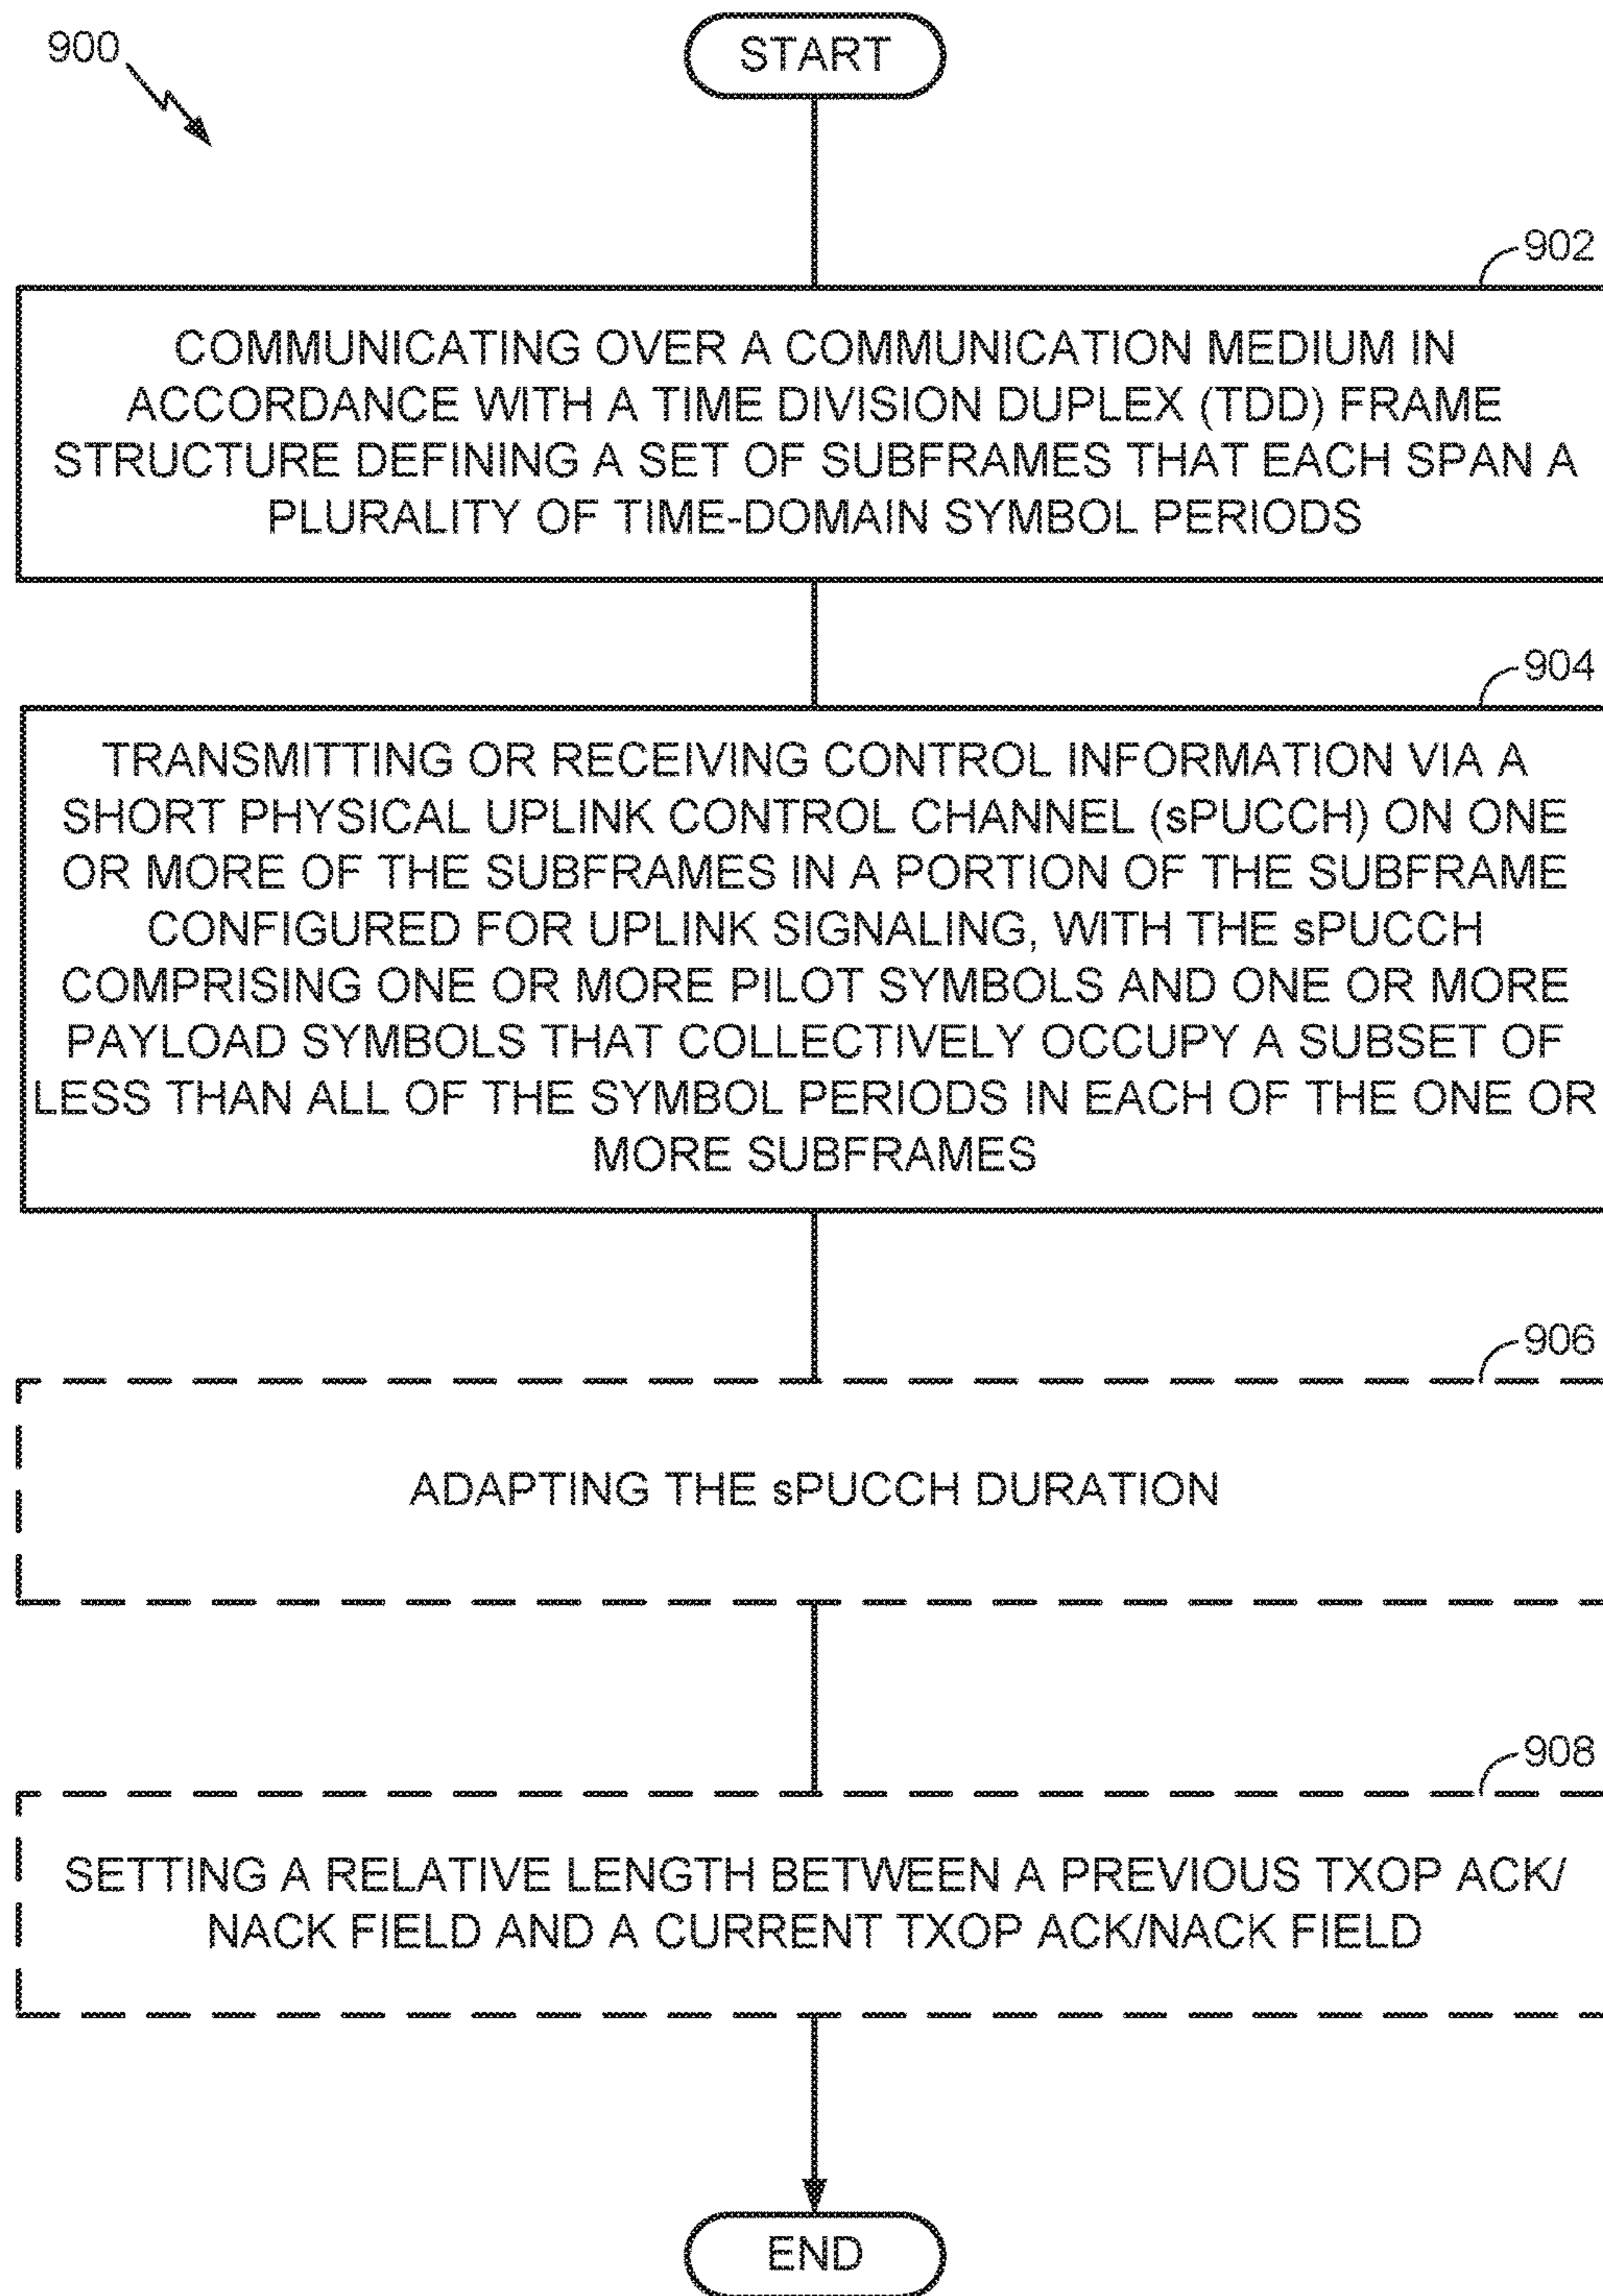 900
START
902
COMMUNICATING OVER A COMMUNICATION MEDIUM IN
ACCORDANCE WITH A TIME DIVISION DUPLEX (TDD) FRAME
STRUCTURE DEFINING A SET OF SUBFRAMES THAT EACH SPAN A
PLURALITY OF TIME-DOMAIN SYMBOL PERIODS
904
TRANSMITTING OR RECEIVING CONTROL INFORMATION VIA A
SHORT PHYSICAL UPLINK CONTROL CHANNEL (sPUCCH) ON ONE
OR MORE OF THE SUBFRAMES IN A PORTION OF THE SUBFRAME
CONFIGURED FOR UPLINK SIGNALING, WITH THE sPUCCH
COMPRISING ONE OR MORE PILOT SYMBOLS AND ONE OR MORE
PAYLOAD SYMBOLS THAT COLLECTIVELY OCCUPY A SUBSET OF
LESS THAN ALL OF THE SYMBOL PERIODS IN EACH OF THE ONE OR
MORE SUBFRAMES
906
ADAPTING THE sPUCCH DURATION
908
SETTING A RELATIVE LENGTH BETWEEN A PREVIOUS TXOP ACK/
NACK FIELD AND A CURRENT TXOP ACK/NACK FIELD
END